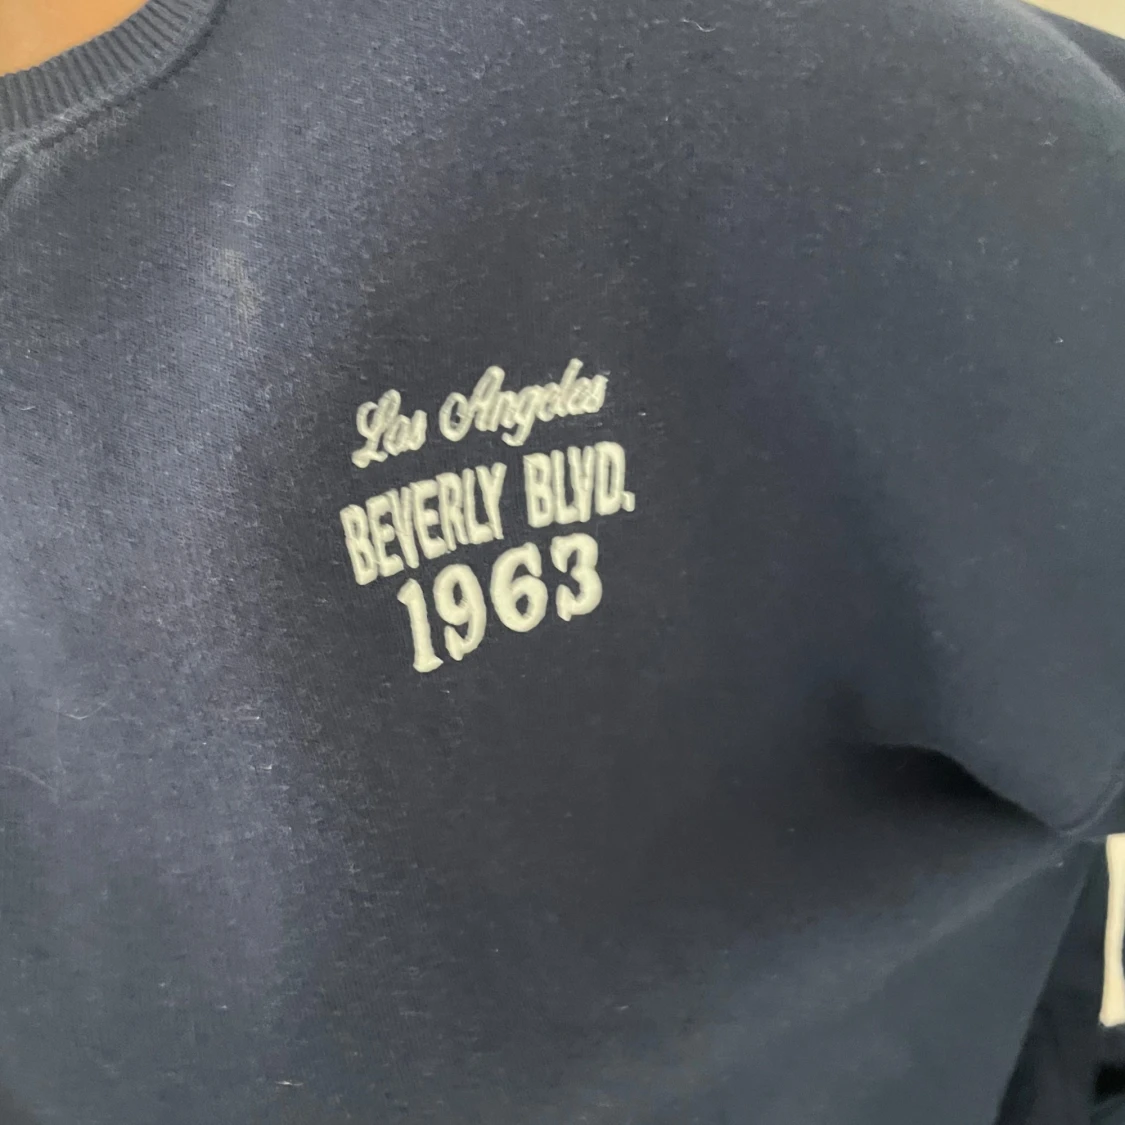 Los Angeles
BEVERLY BLVD.
1963